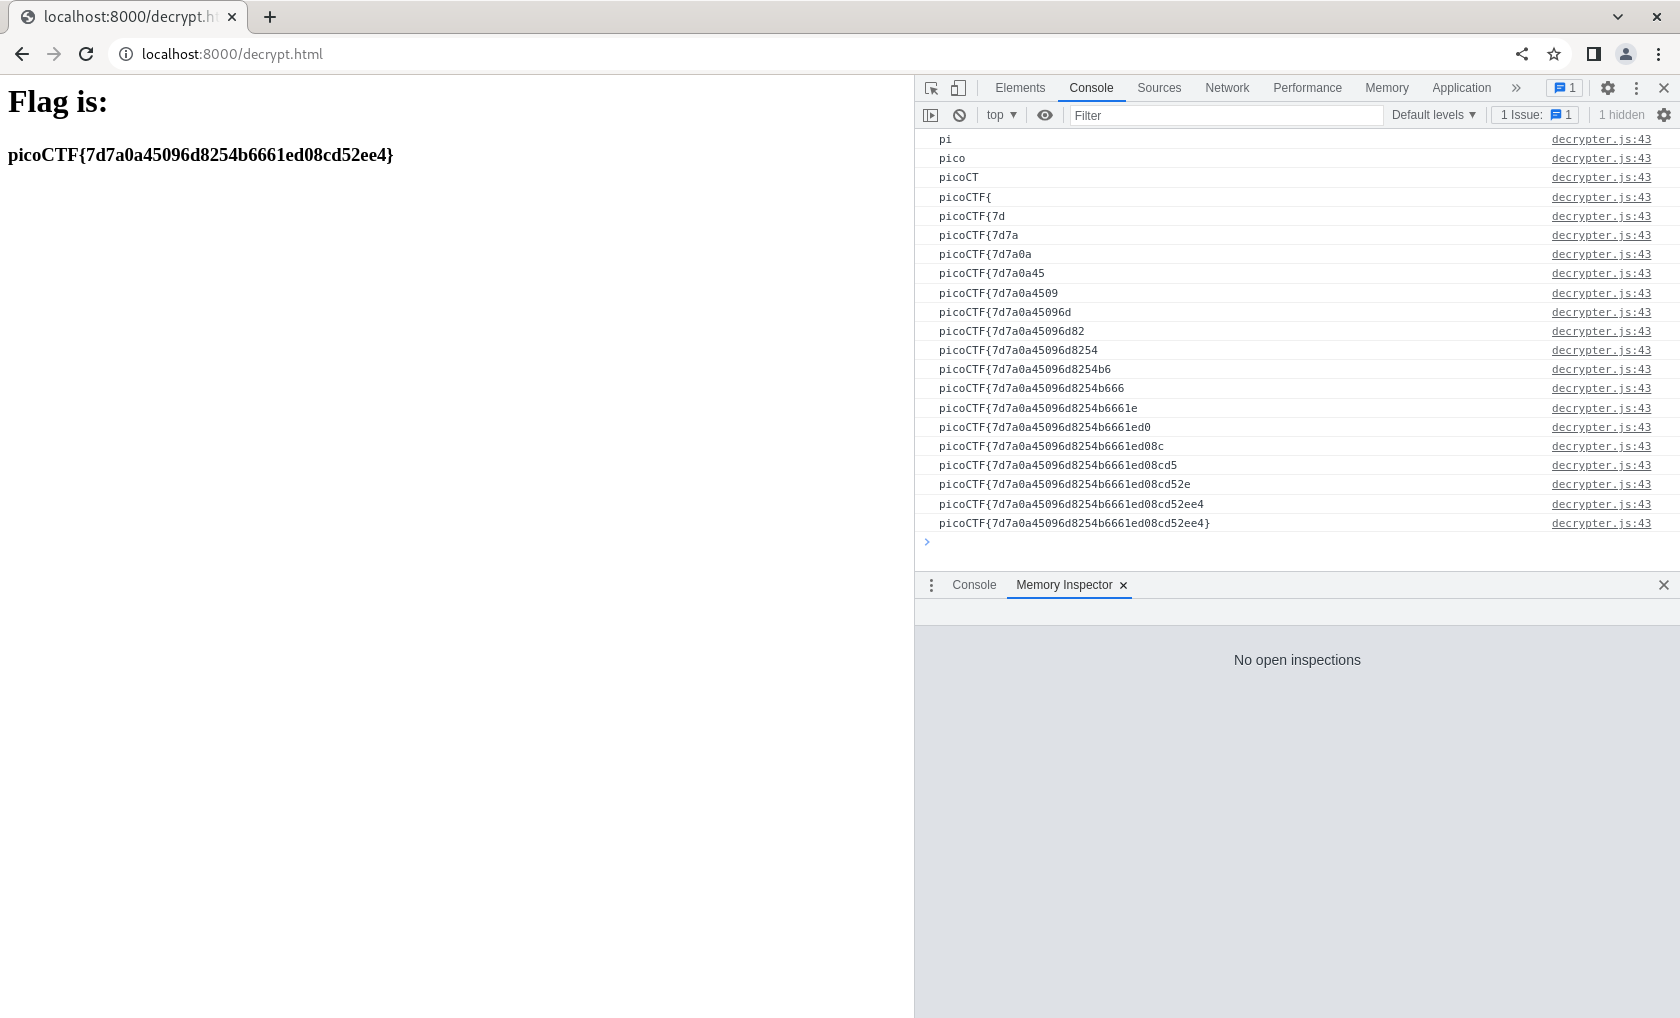 localhost:8000/decrypt.ht
localhost:8000/decrypt.html
Flag is:
picoCTF{7d7a0a45096d8254b6661ed08cd52ee4}
Elements Console Sources Network Performance Memory Application 1
top Filter Default levels 1 Issue: 1 1 hidden
pi decrypter.js:43
pico decrypter.js:43
picoCT decrypter.js:43
picoCTF{ decrypter.js:43
picoCTF{7d decrypter.js:43
picoCTF{7d7a decrypter.js:43
picoCTF{7d7a0a decrypter.js:43
picoCTF{7d7a0a45 decrypter.js:43
picoCTF{7d7a0a4509 decrypter.js:43
picoCTF{7d7a0a45096d decrypter.js:43
picoCTF{7d7a0a45096d82 decrypter.js:43
picoCTF{7d7a0a45096d8254 decrypter.js:43
picoCTF{7d7a0a45096d8254b6 decrypter.js:43
picoCTF{7d7a0a45096d8254b666 decrypter.js:43
picoCTF{7d7a0a45096d8254b6661e decrypter.js:43
picoCTF{7d7a0a45096d8254b6661ed0 decrypter.js:43
picoCTF{7d7a0a45096d8254b6661ed08c decrypter.js:43
picoCTF{7d7a0a45096d8254b6661ed08cd5 decrypter.js:43
picoCTF{7d7a0a45096d8254b6661ed08cd52e decrypter.js:43
picoCTF{7d7a0a45096d8254b6661ed08cd52ee4 decrypter.js:43
picoCTF{7d7a0a45096d8254b6661ed08cd52ee4} decrypter.js:43
Console Memory Inspector
No open inspections